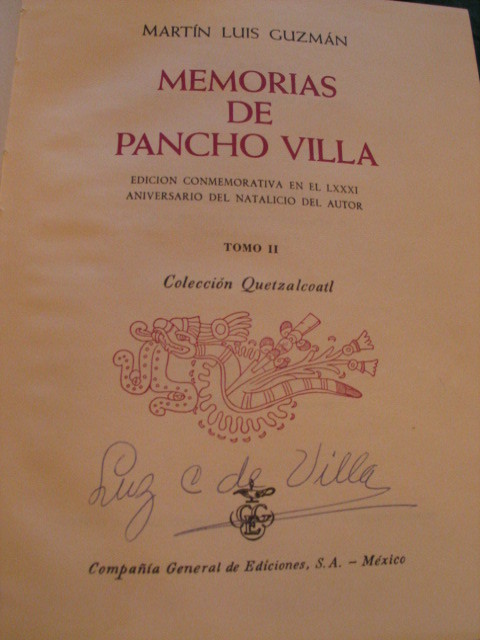 MARTÍN LUIS GUZMÁN
MEMORIAS
DE
PANCHO VILLA
EDICION CONMEMORATIVA EN EL LXXXI
ANIVERSARIO DEL NATALICIO DEL AUTOR
TOMO II
Colección Quetzalcoatl
Luz C de Villa
Compañía General de Ediciones, S. A. – México